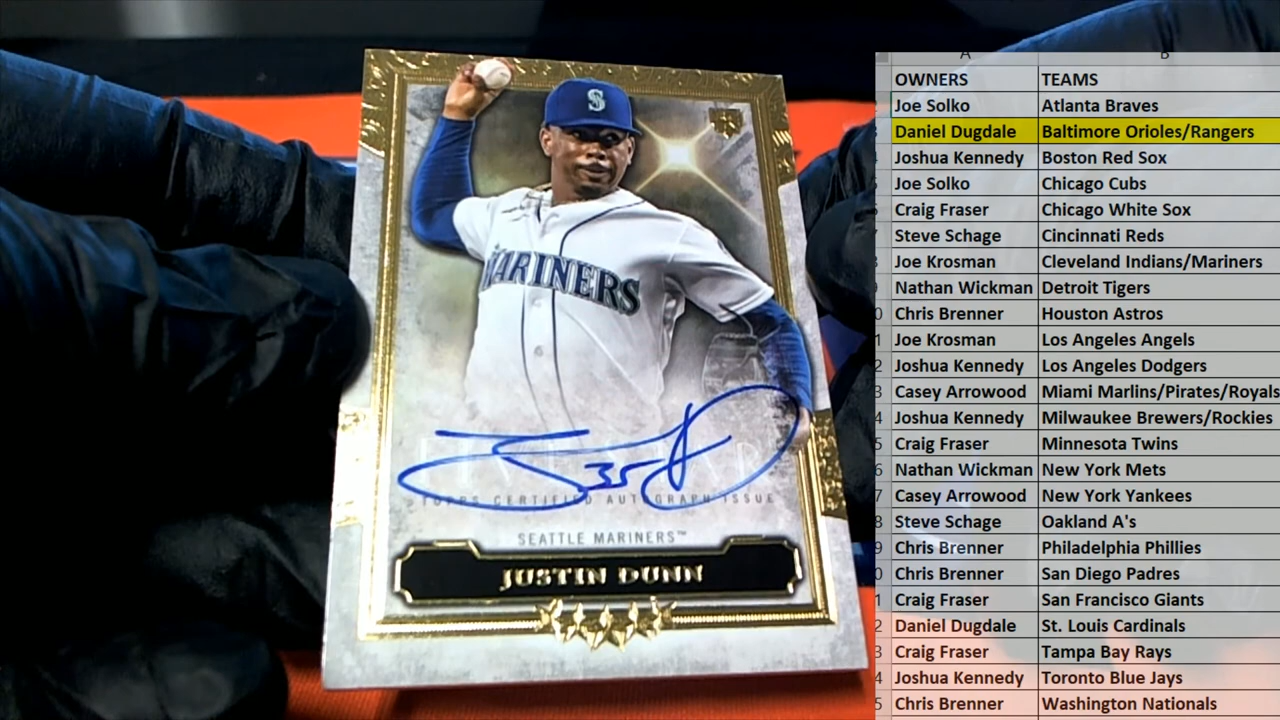 S
MARINERS
TOPPS CERTIFIED AUTOGRAPH ISSUE
SEATTLE MARINERS™
JUSTIN DUNN
A B
OWNERS TEAMS
Joe Solko Atlanta Braves
Daniel Dugdale Baltimore Orioles/Rangers
Joshua Kennedy Boston Red Sox
Joe Solko Chicago Cubs
Craig Fraser Chicago White Sox
Steve Schage Cincinnati Reds
Joe Krosman Cleveland Indians/Mariners
Nathan Wickman Detroit Tigers
Chris Brenner Houston Astros
Joe Krosman Los Angeles Angels
Joshua Kennedy Los Angeles Dodgers
Casey Arrowood Miami Marlins/Pirates/Royals
Joshua Kennedy Milwaukee Brewers/Rockies
Craig Fraser Minnesota Twins
Nathan Wickman New York Mets
Casey Arrowood New York Yankees
Steve Schage Oakland A's
Chris Brenner Philadelphia Phillies
Chris Brenner San Diego Padres
Craig Fraser San Francisco Giants
Daniel Dugdale St. Louis Cardinals
Craig Fraser Tampa Bay Rays
Joshua Kennedy Toronto Blue Jays
Chris Brenner Washington Nationals